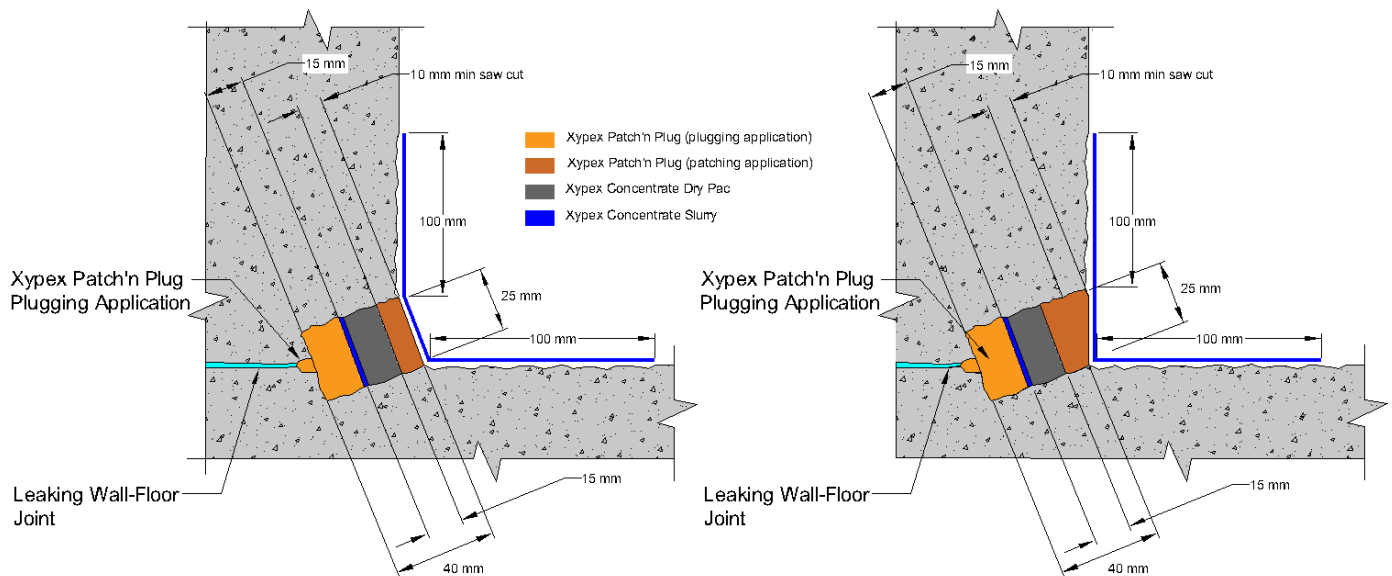 15 mm
10 mm min saw cut
Xypex Patch'n Plug (plugging application)
Xypex Patch'n Plug (patching application)
Xypex Concentrate Dry Pac
Xypex Concentrate Slurry
100 mm
Xypex Patch'n Plug
Plugging Application
25 mm
100 mm
Leaking Wall-Floor
Joint
15 mm
40 mm
15 mm
10 mm min saw cut
100 mm
Xypex Patch'n Plug
Plugging Application
25 mm
100 mm
Leaking Wall-Floor
Joint
15 mm
40 mm